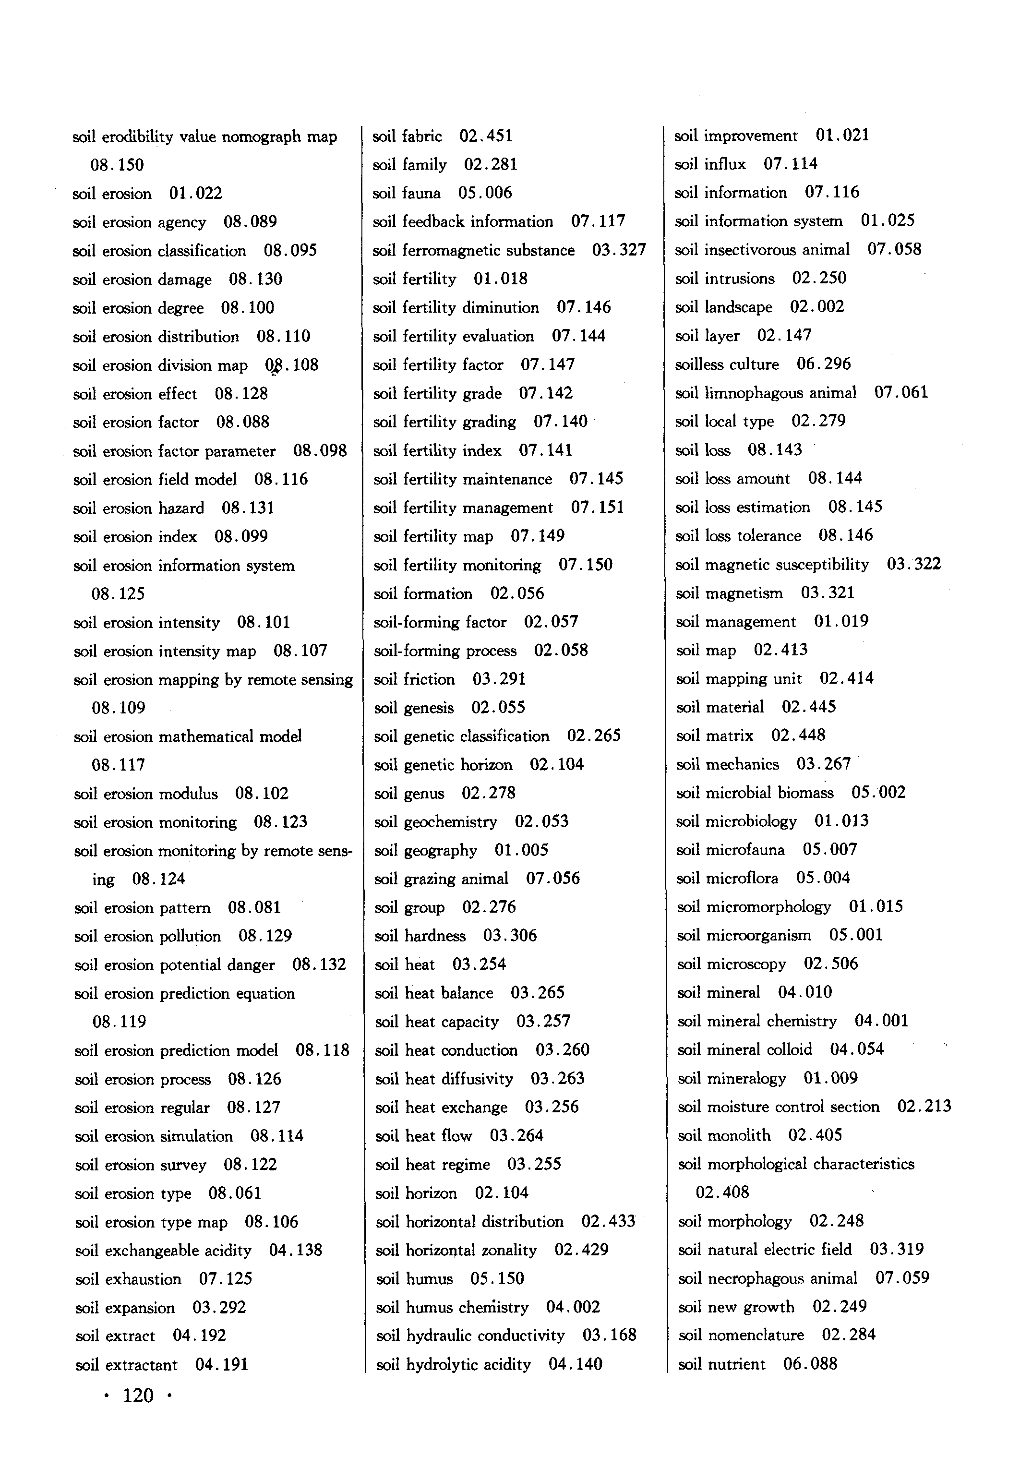 soil erodibility value nomograph map
08.150
soil erosion 01.022
soil erosion agency 08.089
soil erosion classification 08.095
soil erosion damage 08.130
soil erosion degree 08.100
soil erosion distribution 08.110
soil erosion division map 08.108
soil erosion effect 08.128
soil erosion factor 08.088
soil erosion factor parameter 08.098
soil erosion field model 08.116
soil erosion hazard 08.131
soil erosion index 08.099
soil erosion information system
08.125
soil erosion intensity 08.101
soil erosion intensity map 08.107
soil erosion mapping by remote sensing
08.109
soil erosion mathematical model
08.117
soil erosion modulus 08.102
soil erosion monitoring 08.123
soil erosion monitoring by remote sens-
ing 08.124
soil erosion pattern 08.081
soil erosion pollution 08.129
soil erosion potential danger 08.132
soil erosion prediction equation
08.119
soil erosion prediction model 08.118
soil erosion process 08.126
soil erosion regular 08.127
soil erosion simulation 08.114
soil erosion survey 08.122
soil erosion type 08.061
soil erosion type map 08.106
soil exchangeable acidity 04.138
soil exhaustion 07.125
soil expansion 03.292
soil extract 04.192
soil extractant 04.191
soil fabric 02.451
soil family 02.281
soil fauna 05.006
soil feedback information 07.117
soil ferromagnetic substance 03.327
soil fertility 01.018
soil fertility diminution 07.146
soil fertility evaluation 07.144
soil fertility factor 07.147
soil fertility grade 07.142
soil fertility grading 07.140
soil fertility index 07.141
soil fertility maintenance 07.145
soil fertility management 07.151
soil fertility map 07.149
soil fertility monitoring 07.150
soil formation 02.056
soil-forming factor 02.057
soil-forming process 02.058
soil friction 03.291
soil genesis 02.055
soil genetic classification 02.265
soil genetic horizon 02.104
soil genus 02.278
soil geochemistry 02.053
soil geography 01.005
soil grazing animal 07.056
soil group 02.276
soil hardness 03.306
soil heat 03.254
soil heat balance 03.265
soil heat capacity 03.257
soil heat conduction 03.260
soil heat diffusivity 03.263
soil heat exchange 03.256
soil heat flow 03.264
soil heat regime 03.255
soil horizon 02.104
soil horizontal distribution 02.433
soil horizontal zonality 02.429
soil humus 05.150
soil humus chemistry 04.002
soil hydraulic conductivity 03.168
soil hydrolytic acidity 04.140
soil improvement 01.021
soil influx 07.114
soil information 07.116
soil information system 01.025
soil insectivorous animal 07.058
soil intrusions 02.250
soil landscape 02.002
soil layer 02.147
soilless culture 06.296
soil limnophagous animal 07.061
soil local type 02.279
soil loss 08.143
soil loss amount 08.144
soil loss estimation 08.145
soil loss tolerance 08.146
soil magnetic susceptibility 03.322
soil magnetism 03.321
soil management 01.019
soil map 02.413
soil mapping unit 02.414
soil material 02.445
soil matrix 02.448
soil mechanics 03.267
soil microbial biomass 05.002
soil microbiology 01.013
soil microfauna 05.007
soil microflora 05.004
soil micromorphology 01.015
soil microorganism 05.001
soil microscopy 02.506
soil mineral 04.010
soil mineral chemistry 04.001
soil mineral colloid 04.054
soil mineralogy 01.009
soil moisture control section 02.213
soil monolith 02.405
soil morphological characteristics
02.408
soil morphology 02.248
soil natural electric field 03.319
soil necrophagous animal 07.059
soil new growth 02.249
soil nomenclature 02.284
soil nutrient 06.088
· 120 ·